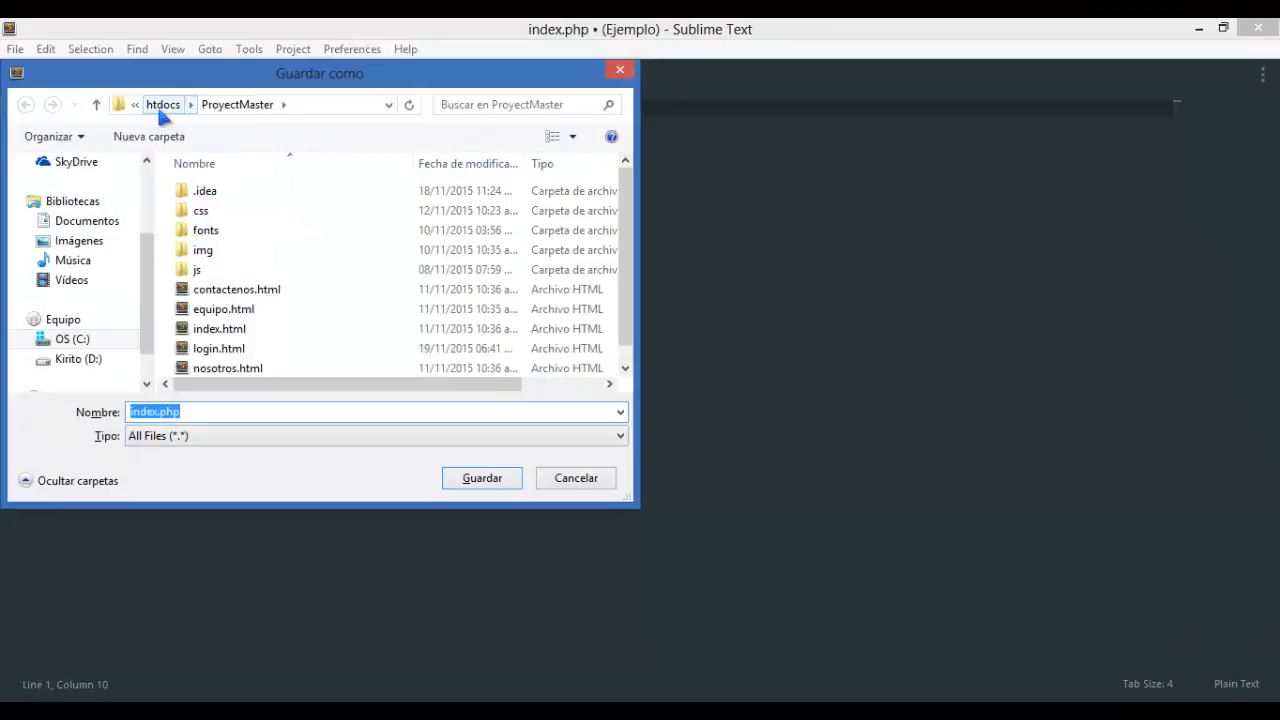 index.php • (Ejemplo) - Sublime Text
File Edit Selection Find View Goto Tools Project Preferences Help
Guardar como
« htdocs ProyectMaster
Buscar en ProyectMaster
Organizar
Nueva carpeta
SkyDrive
Bibliotecas
Documentos
Imágenes
Música
Vídeos
Equipo
OS (C:)
Kirito (D:)
Nombre Fecha de modifica... Tipo
.idea 18/11/2015 11:24 ... Carpeta de archiv
css 12/11/2015 10:23 a... Carpeta de archiv
fonts 10/11/2015 03:56 ... Carpeta de archiv
img 10/11/2015 10:35 a... Carpeta de archiv
js 08/11/2015 07:59 ... Carpeta de archiv
contactenos.html 11/11/2015 10:36 a... Archivo HTML
equipo.html 11/11/2015 10:35 a... Archivo HTML
index.html 11/11/2015 10:36 a... Archivo HTML
login.html 19/11/2015 06:41 ... Archivo HTML
nosotros.html 11/11/2015 10:36 a... Archivo HTML
Nombre: index.php
Tipo: All Files (*.*)
Ocultar carpetas
Guardar
Cancelar
Line 1, Column 10
Tab Size: 4
Plain Text